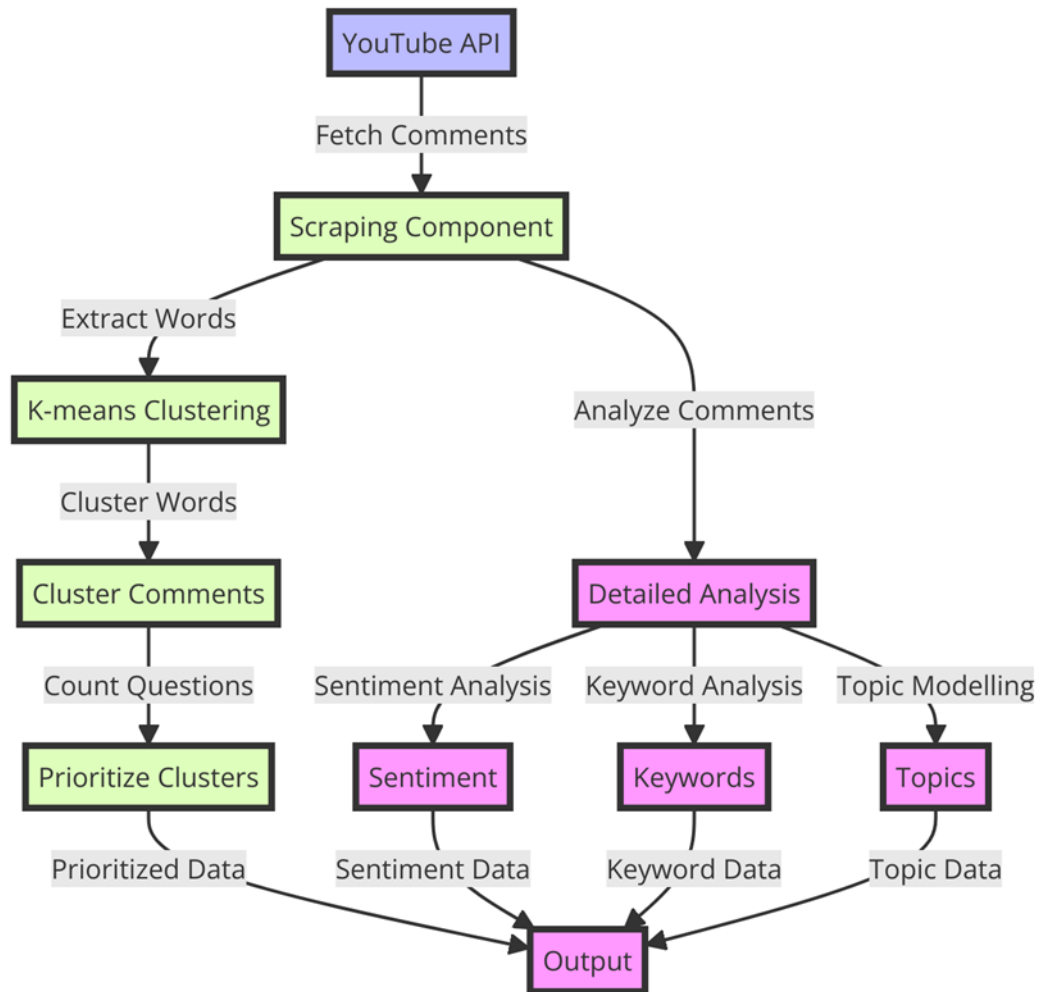 YouTube API
Fetch Comments
Scraping Component
Extract Words
K-means Clustering
Analyze Comments
Cluster Words
Cluster Comments
Detailed Analysis
Count Questions
Sentiment Analysis
Keyword Analysis
Topic Modelling
Prioritize Clusters
Sentiment
Keywords
Topics
Prioritized Data
Sentiment Data
Keyword Data
Topic Data
Output